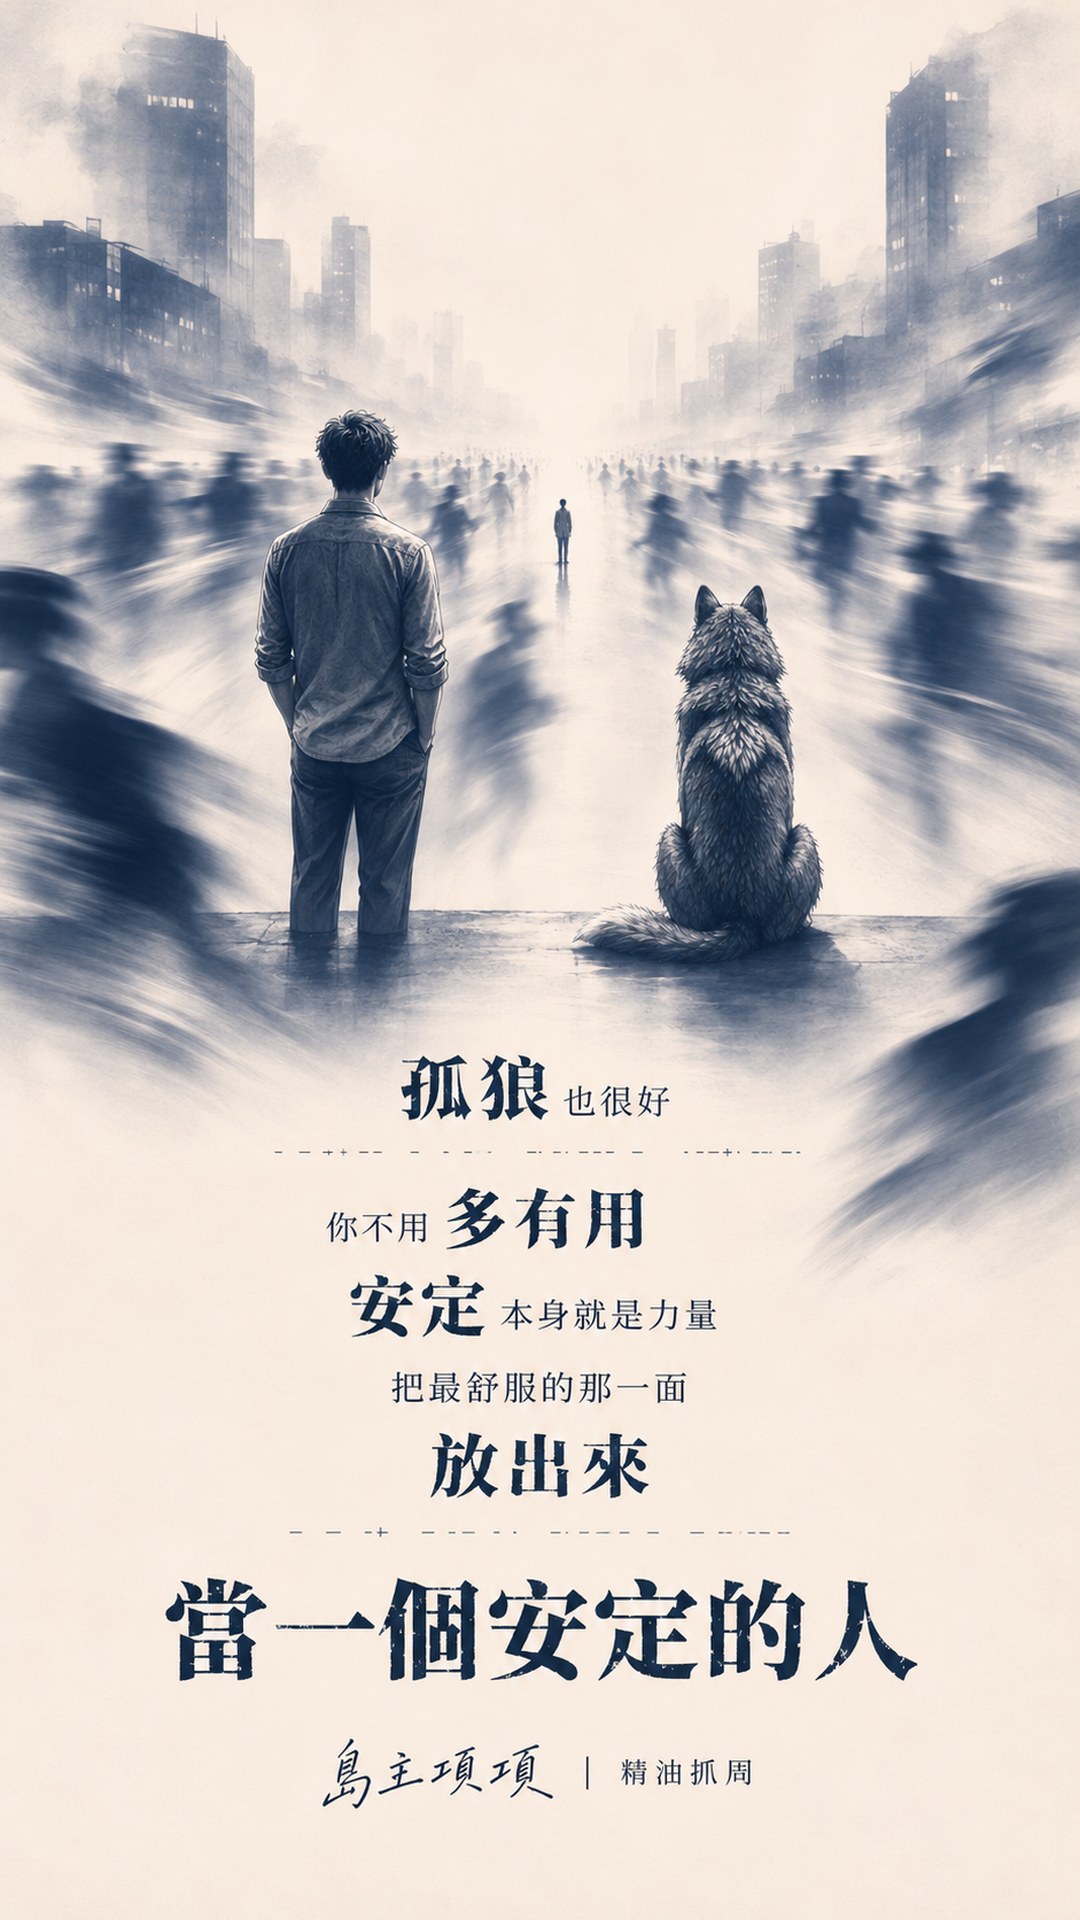 孤狼也很好
你不用多有用
安定本身就是力量
把最舒服的那一面
放出來
當一個安定的人
島主項項 | 精油抓周